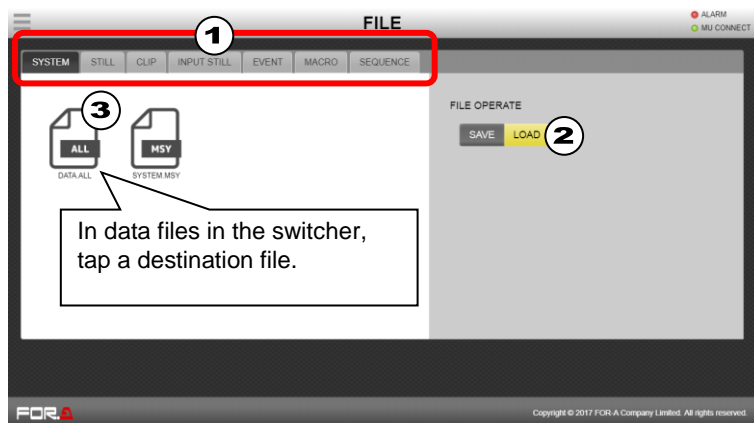 FILE
ALARM
MU CONNECT
1
SYSTEM STILL CLIP INPUT STILL EVENT MACRO SEQUENCE
3
ALL MSY
DATA.ALL SYSTEM.MSY
FILE OPERATE
SAVE LOAD 2
In data files in the switcher,
tap a destination file.
FOR.A
Copyright © 2017 FOR-A Company Limited. All rights reserved.